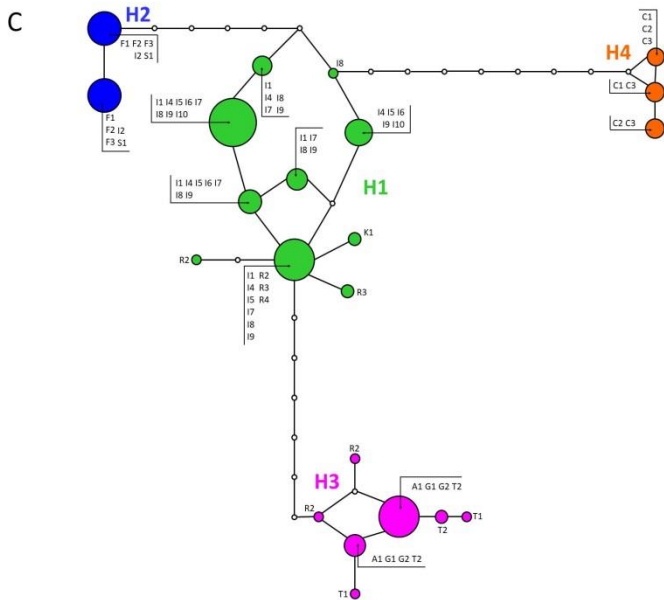 C
H2
F1 F2 F3
I2 S1
F1
F2 I2
F3 S1
I1
I4 I8
I7 I9
I1 I4 I5 I6 I7
I8 I9 I10
I8
I4 I5 I6
I9 I10
C1
C2
C3
H4
C1 C3
C2 C3
I1 I7
I8 I9
I1 I4 I5 I6 I7
I8 I9
H1
R2
K1
R3
I1 R2
I4 R3
I5 R4
I7
I8
I9
R2
H3
A1 G1 G2 T2
R2
T2
T1
A1 G1 G2 T2
T1